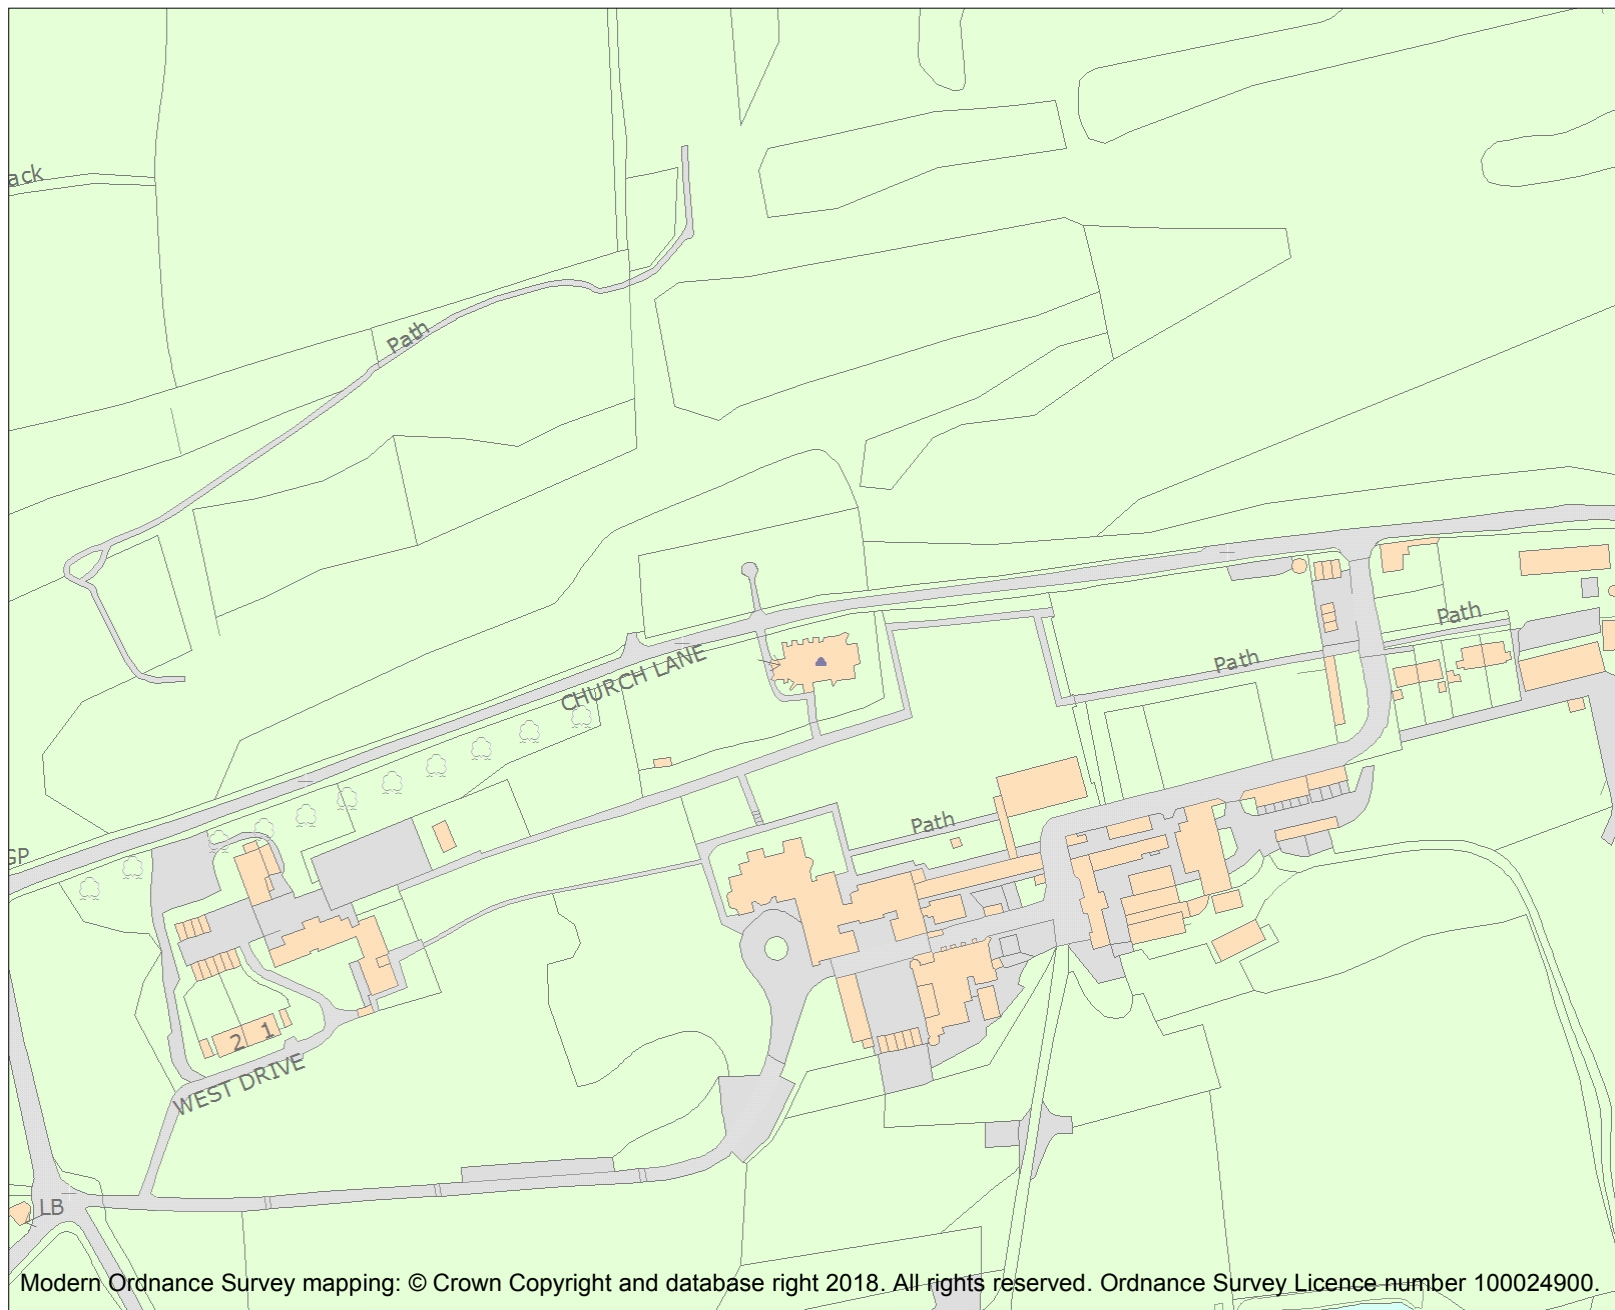 ack
Path
CHURCH LANE
Path
Path
Path
GP
2 1
WEST DRIVE
LB
Modern Ordnance Survey mapping: © Crown Copyright and database right 2018. All rights reserved. Ordnance Survey Licence number 100024900.